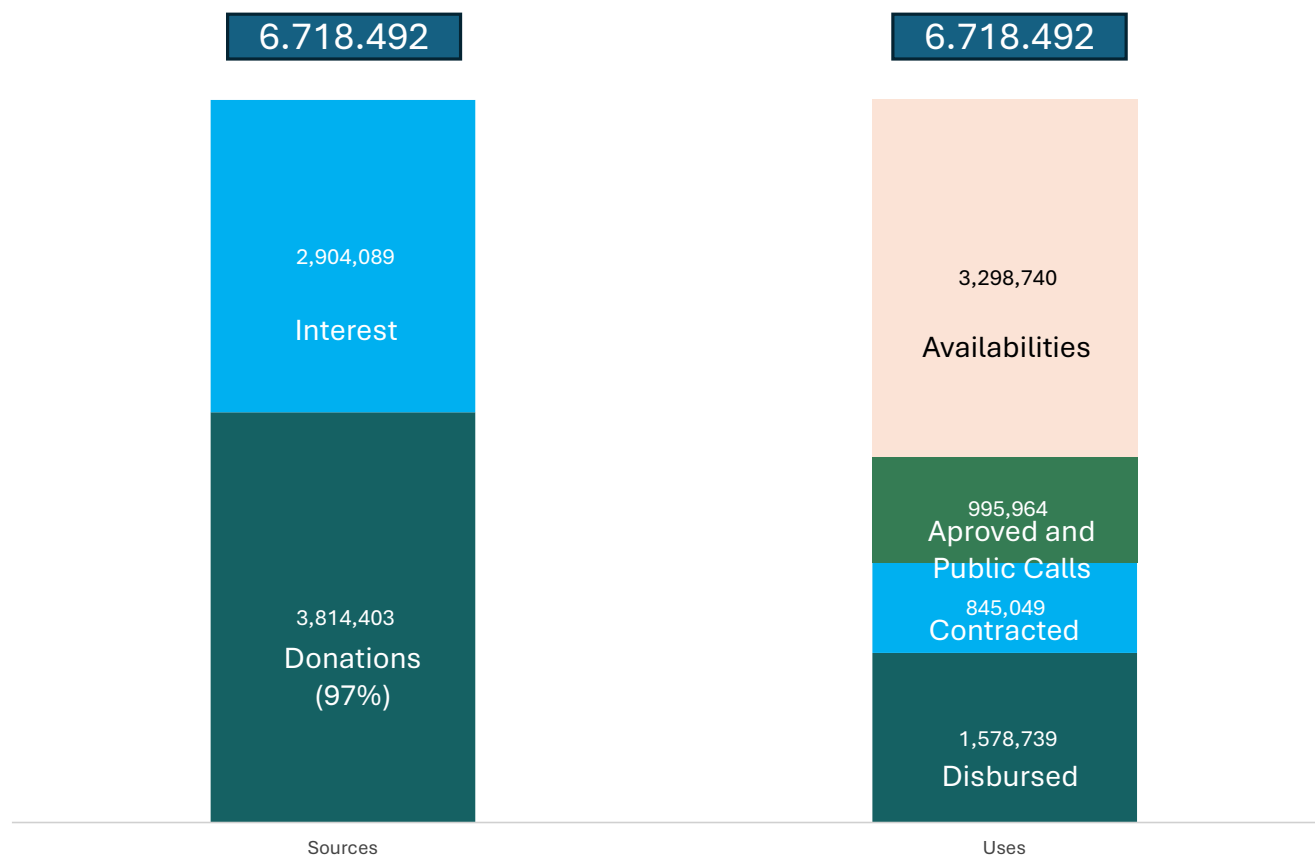 6.718.492
6.718.492
2,904,089
Interest
3,814,403
Donations
(97%)
3,298,740
Availabilities
995,964
Aproved and
Public Calls
845,049
Contracted
1,578,739
Disbursed
Sources
Uses